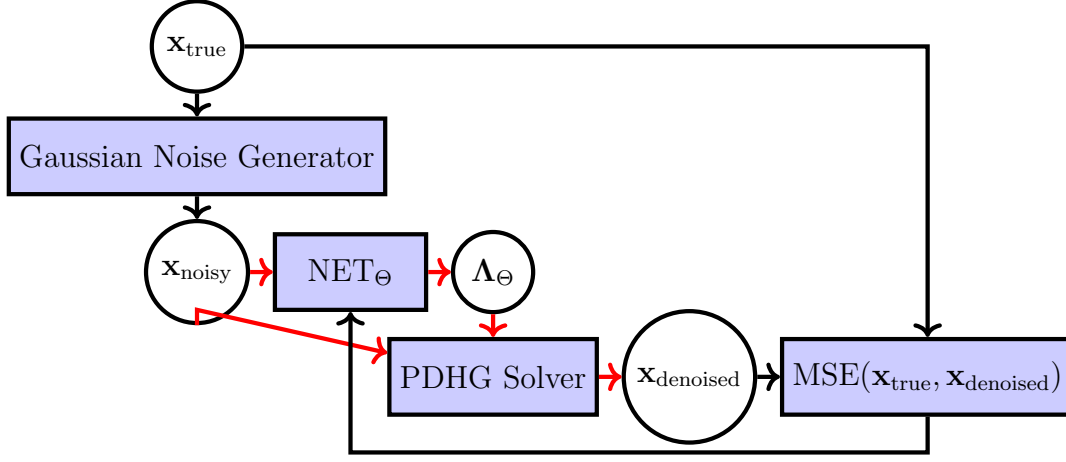 x_true
Gaussian Noise Generator
x_noisy
NET_Θ
Λ_Θ
PDHG Solver
x_denoised
MSE(x_true, x_denoised)